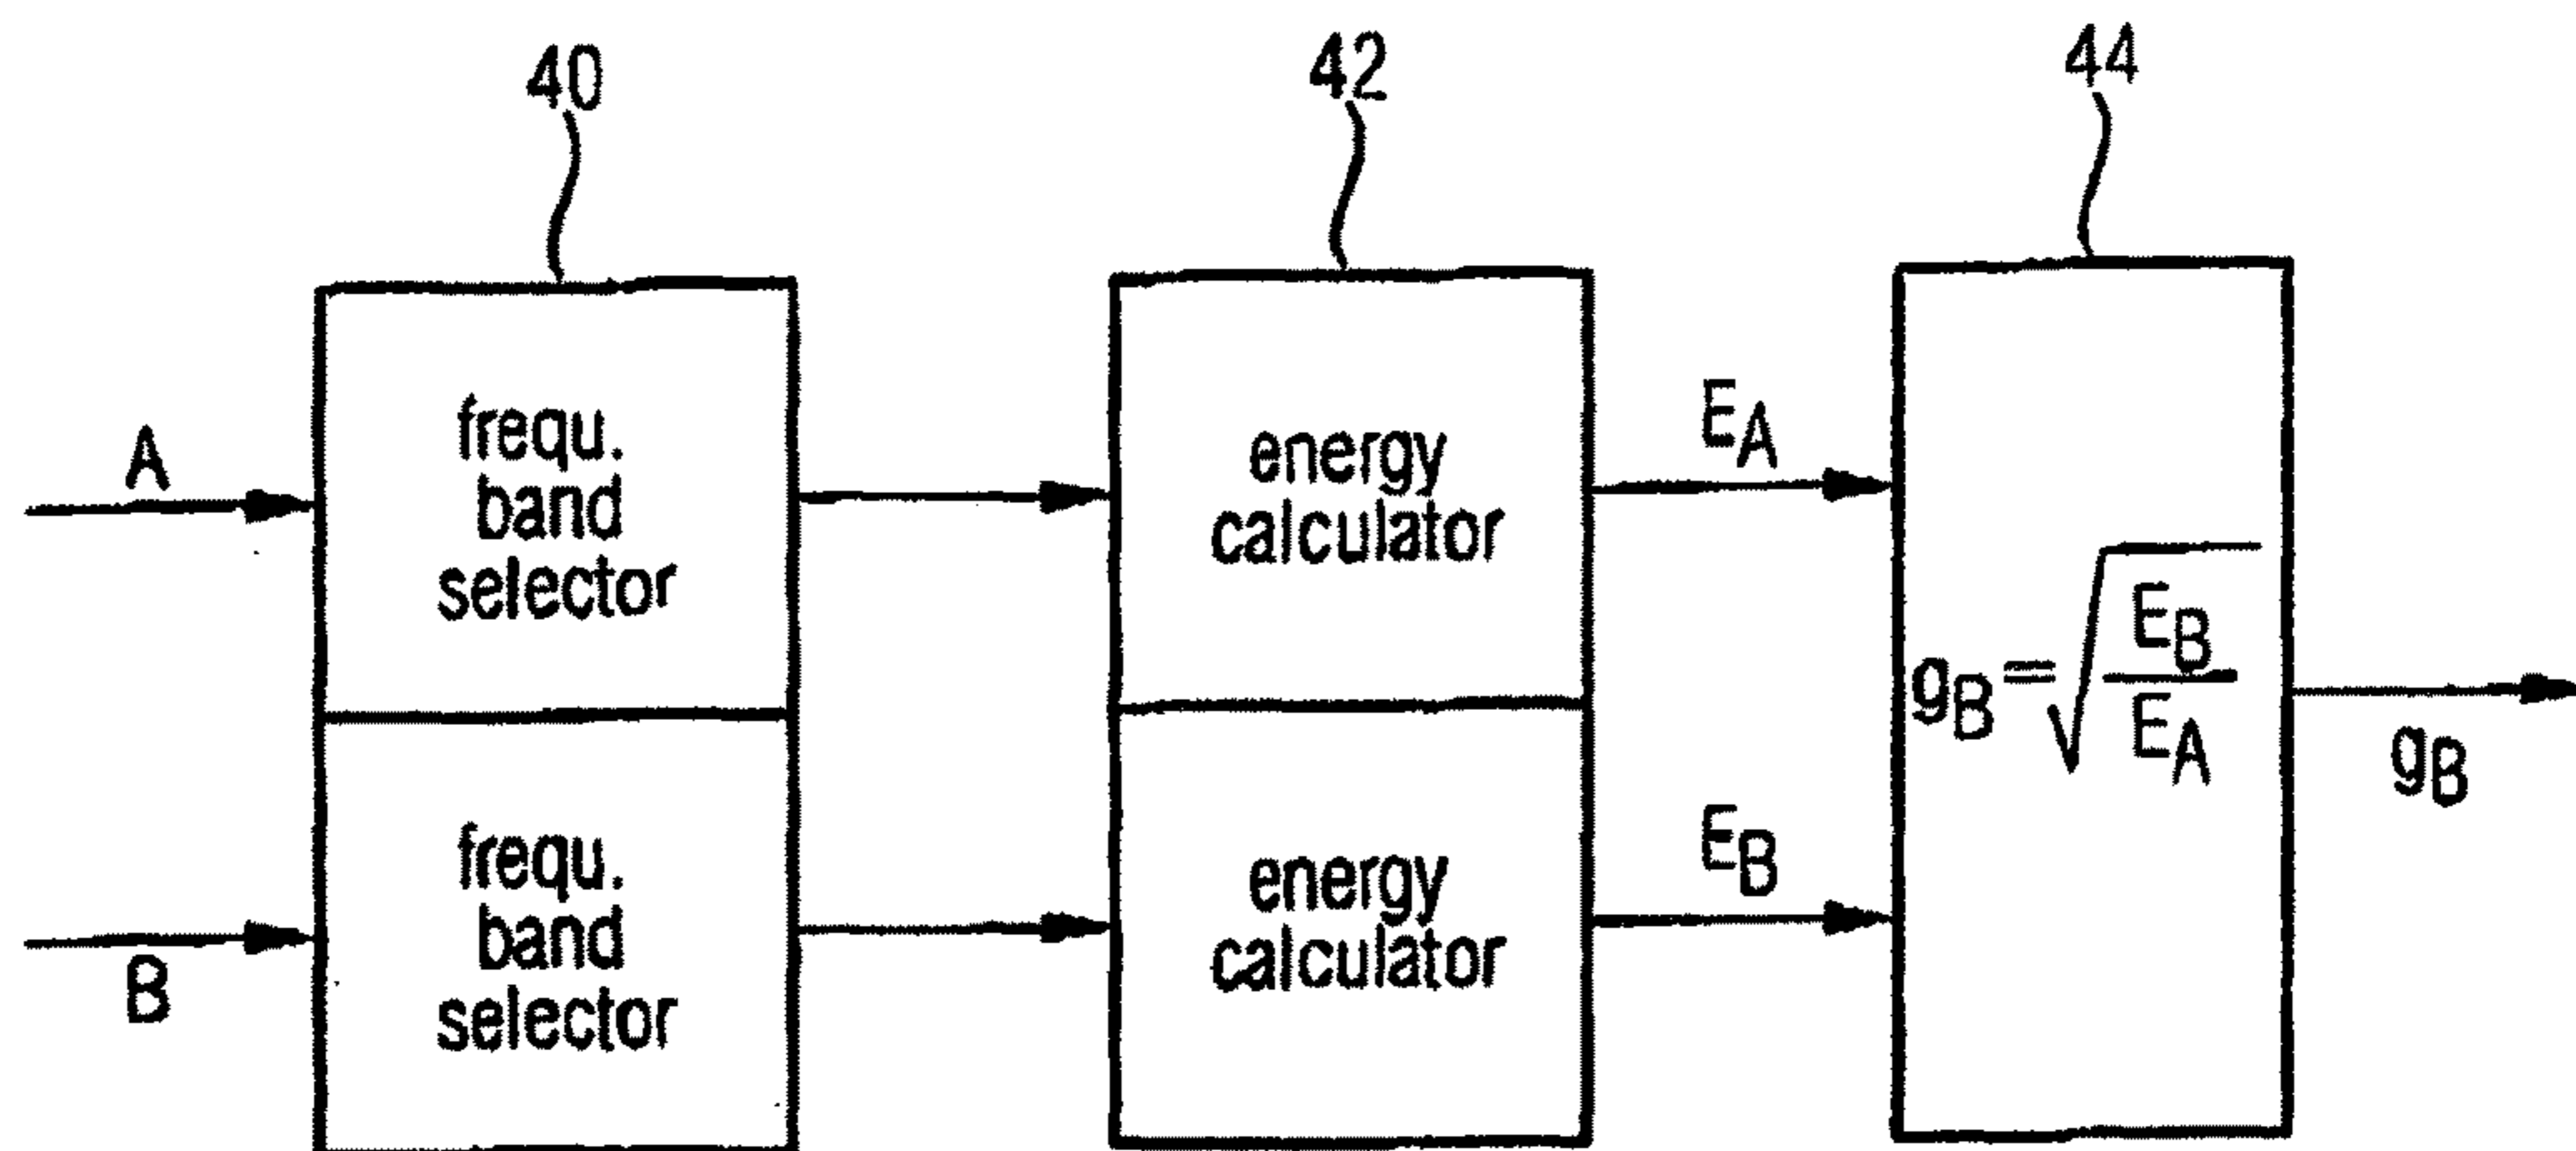 40
42
44
A
frequ.
band
selector
energy
calculator
E_A
g_B=√(E_B/E_A)
g_B
B
frequ.
band
selector
energy
calculator
E_B